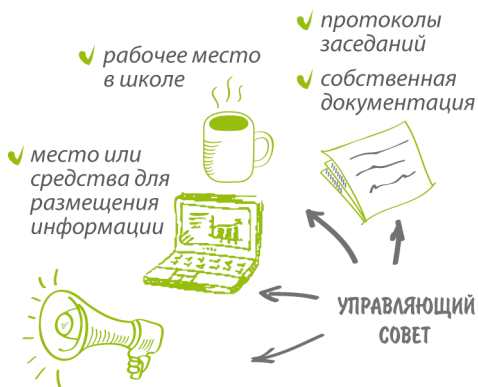 протоколы
заседаний
собственная
документация
рабочее место
в школе
место или
средства для
размещения
информации
УПРАВЛЯЮЩИЙ
СОВЕТ